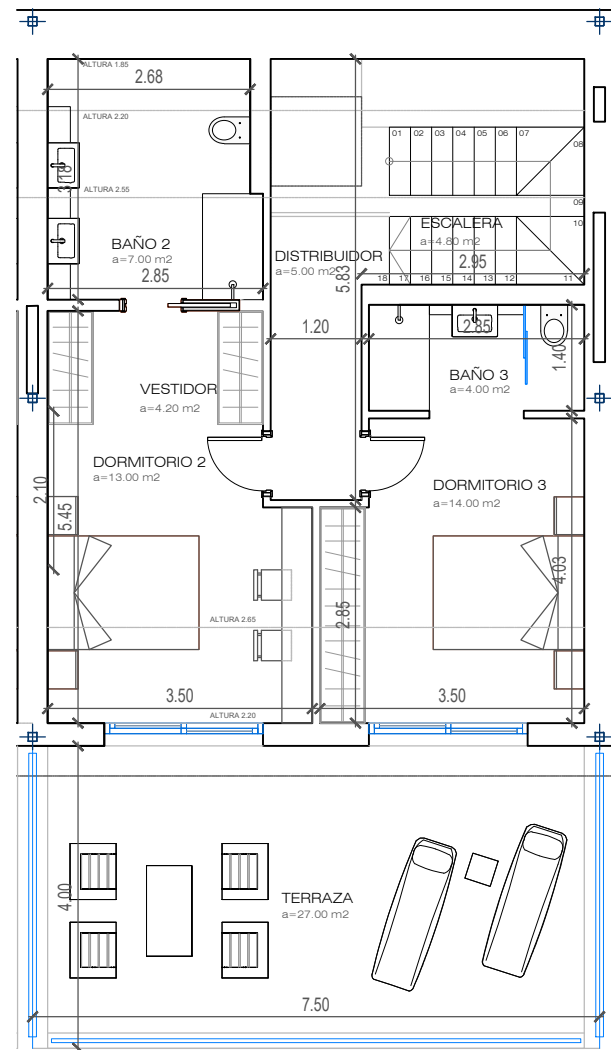 ALTURA 1.85
2.68
ALTURA 2.20
01 02 03 04 05 06 07
08
3.18
ALTURA 2.55
09
10
BAÑO 2
a=7.00 m2
ESCALERA
a=4.80 m2
DISTRIBUIDOR
a=5.00 m2
2.95
5.83
18 17 16 15 14 13 12 11
2.85
1.20
2.85
1.40
BAÑO 3
a=4.00 m2
VESTIDOR
a=4.20 m2
DORMITORIO 2
a=13.00 m2
DORMITORIO 3
a=14.00 m2
2.10
5.45
4.03
2.85
ALTURA 2.65
3.50
3.50
ALTURA 2.20
4.00
TERRAZA
a=27.00 m2
7.50